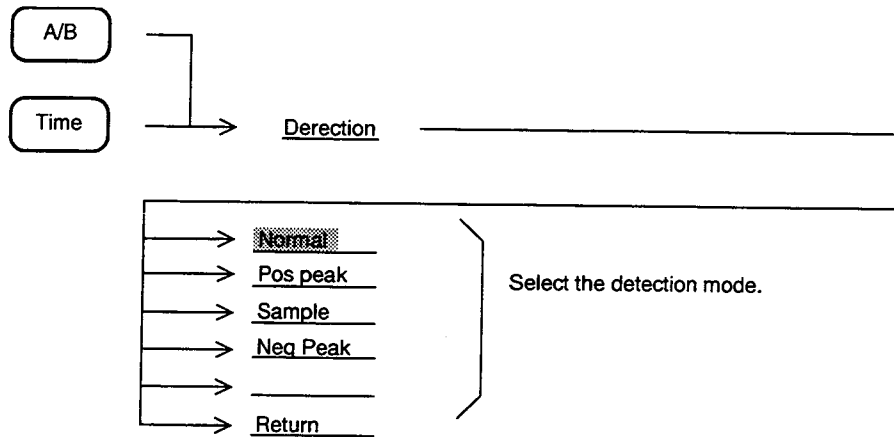 A/B
Time
Derection
Normal
Pos peak
Sample
Neg Peak
Return
Select the detection mode.